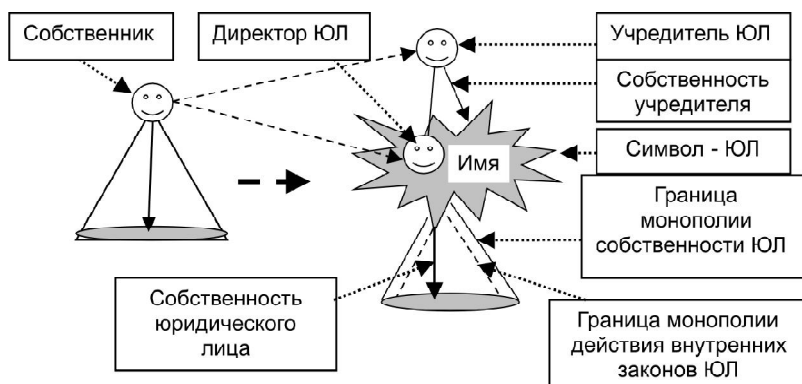 Собственник
Директор ЮЛ
Учредитель ЮЛ
Собственность
учредителя
Имя
Символ - ЮЛ
Граница
монополии
собственности ЮЛ
Собственность
юридического
лица
Граница монополии
действия внутренних
законов ЮЛ